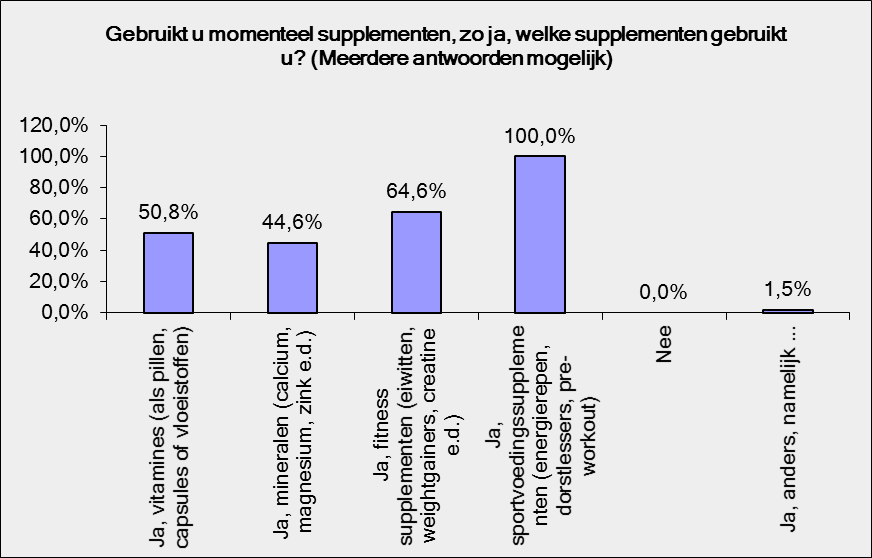 Gebruikt u momenteel supplementen, zo ja, welke supplementen gebruikt
u? (Meerdere antwoorden mogelijk)
120,0%
100,0%
80,0%
60,0%
40,0%
20,0%
0,0%
50,8%
44,6%
64,6%
100,0%
0,0%
1,5%
Ja, vitamines (als pillen,
capsules of vloeistoffen)
Ja, mineralen (calcium,
magnesium, zink e.d.)
Ja, fitness
supplementen (eiwitten,
weightgainers, creatine
e.d.)
Ja,
sportvoedingssuppleme
nten (energierepen,
dorstlessers, pre-
workout)
Nee
Ja, anders, namelijk ...